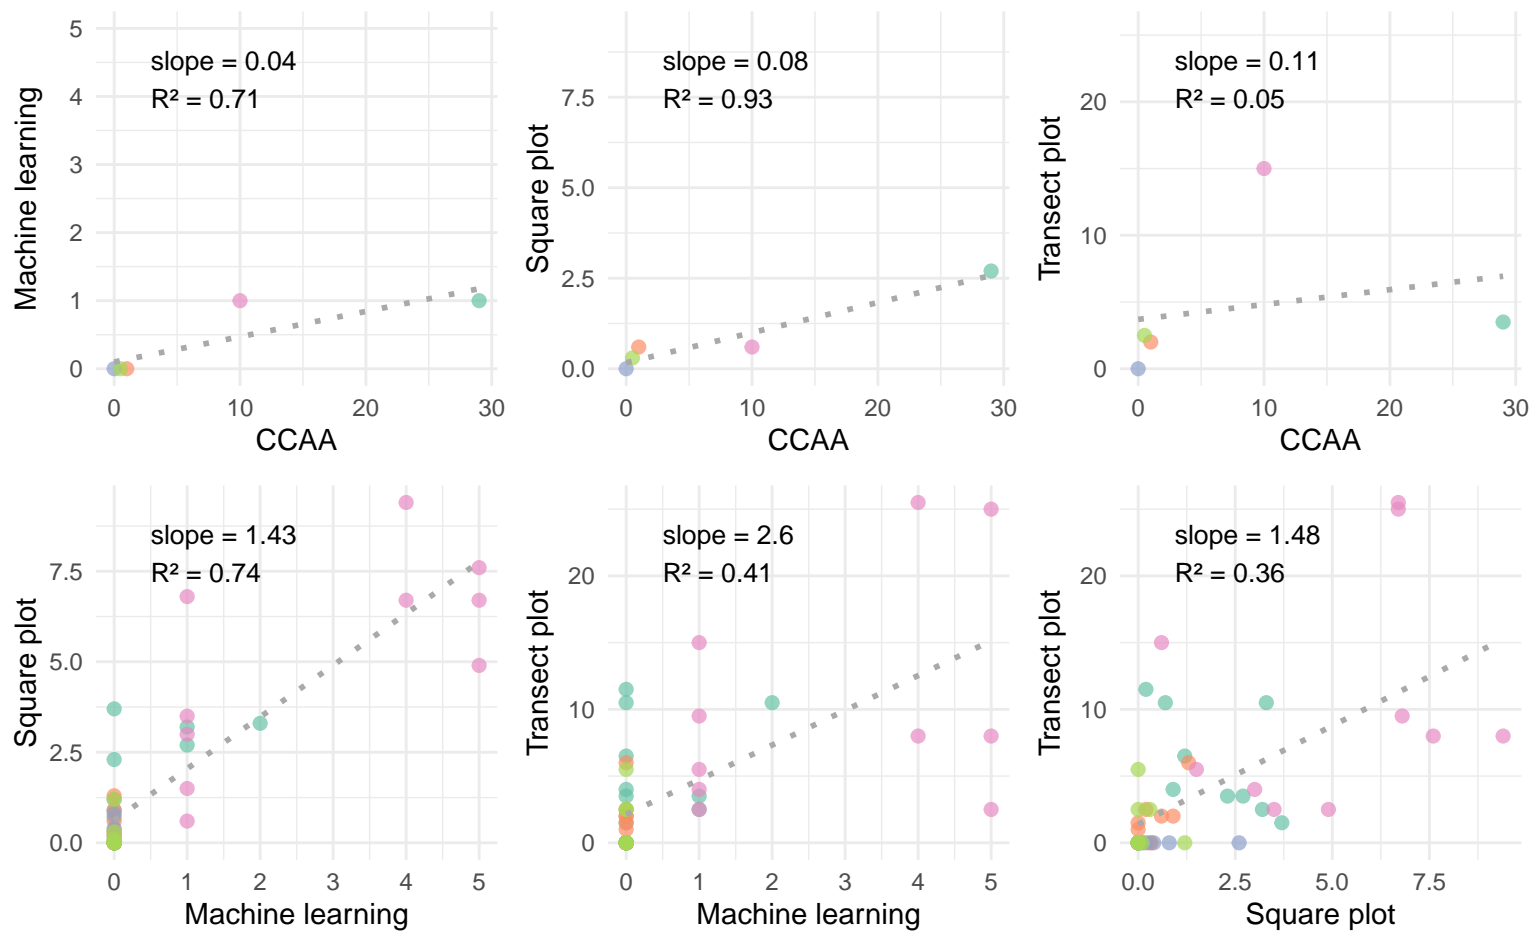 5
4
3
2
1
0
Machine learning
slope = 0.04
R² = 0.71
0 10 20 30
CCAA
7.5
5.0
2.5
0.0
Square plot
slope = 0.08
R² = 0.93
0 10 20 30
CCAA
20
10
0
Transect plot
slope = 0.11
R² = 0.05
0 10 20 30
CCAA
7.5
5.0
2.5
0.0
Square plot
slope = 1.43
R² = 0.74
0 1 2 3 4 5
Machine learning
20
10
0
Transect plot
slope = 2.6
R² = 0.41
0 1 2 3 4 5
Machine learning
20
10
0
Transect plot
slope = 1.48
R² = 0.36
0.0 2.5 5.0 7.5
Square plot